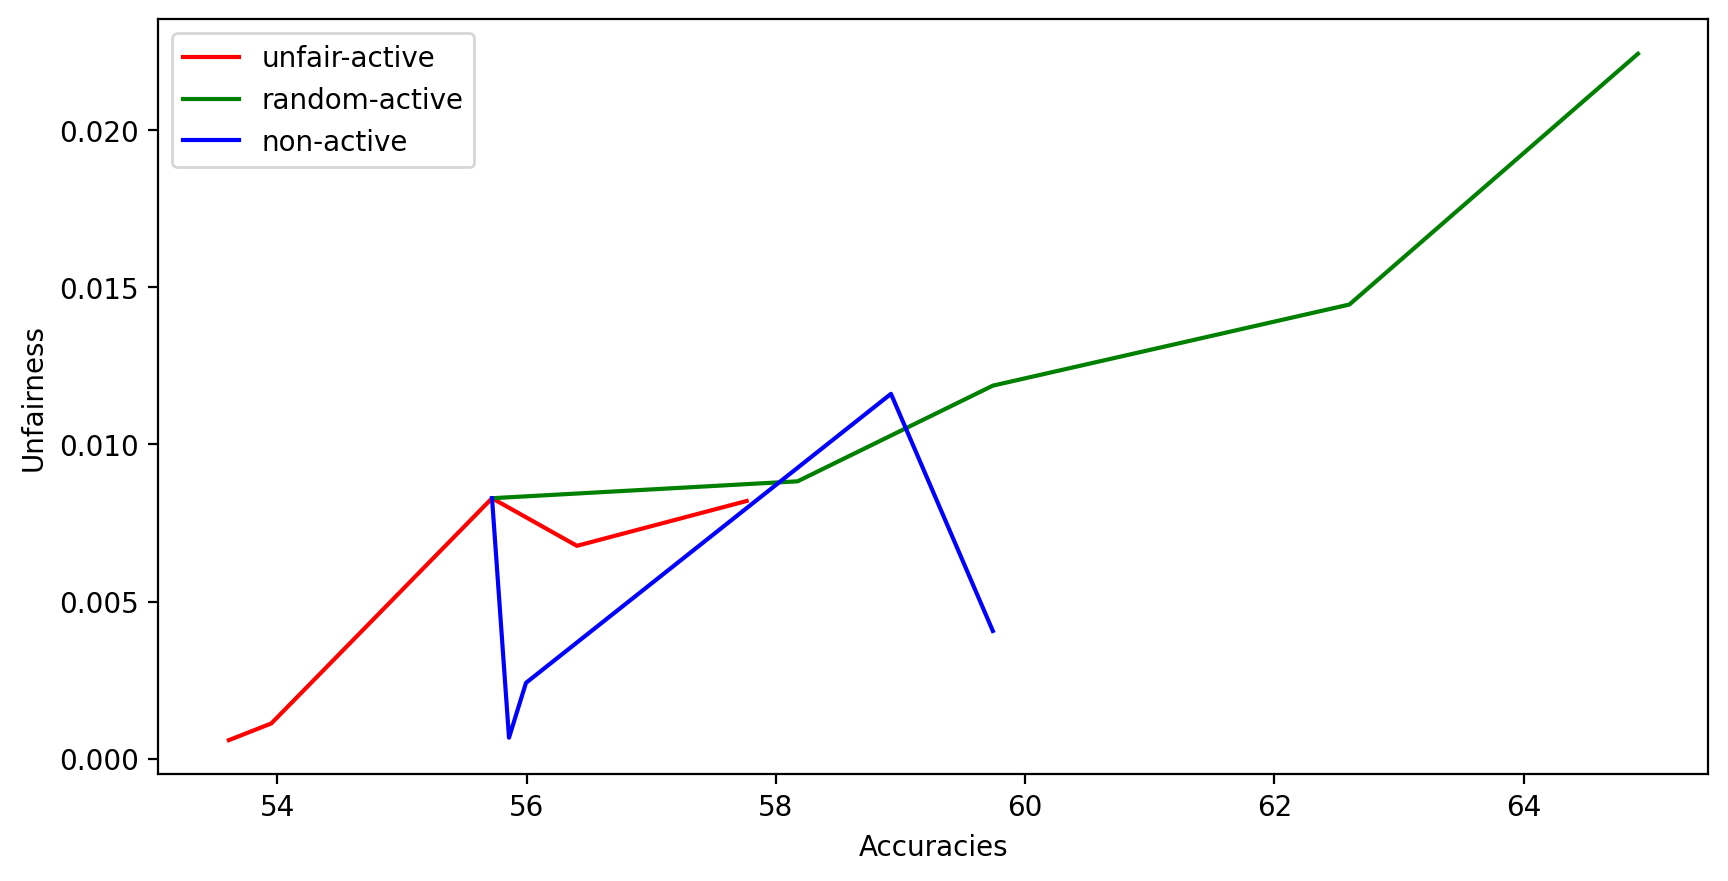 unfair-active
random-active
non-active
0.020
0.015
0.010
0.005
0.000
Unfairness
54 56 58 60 62 64
Accuracies